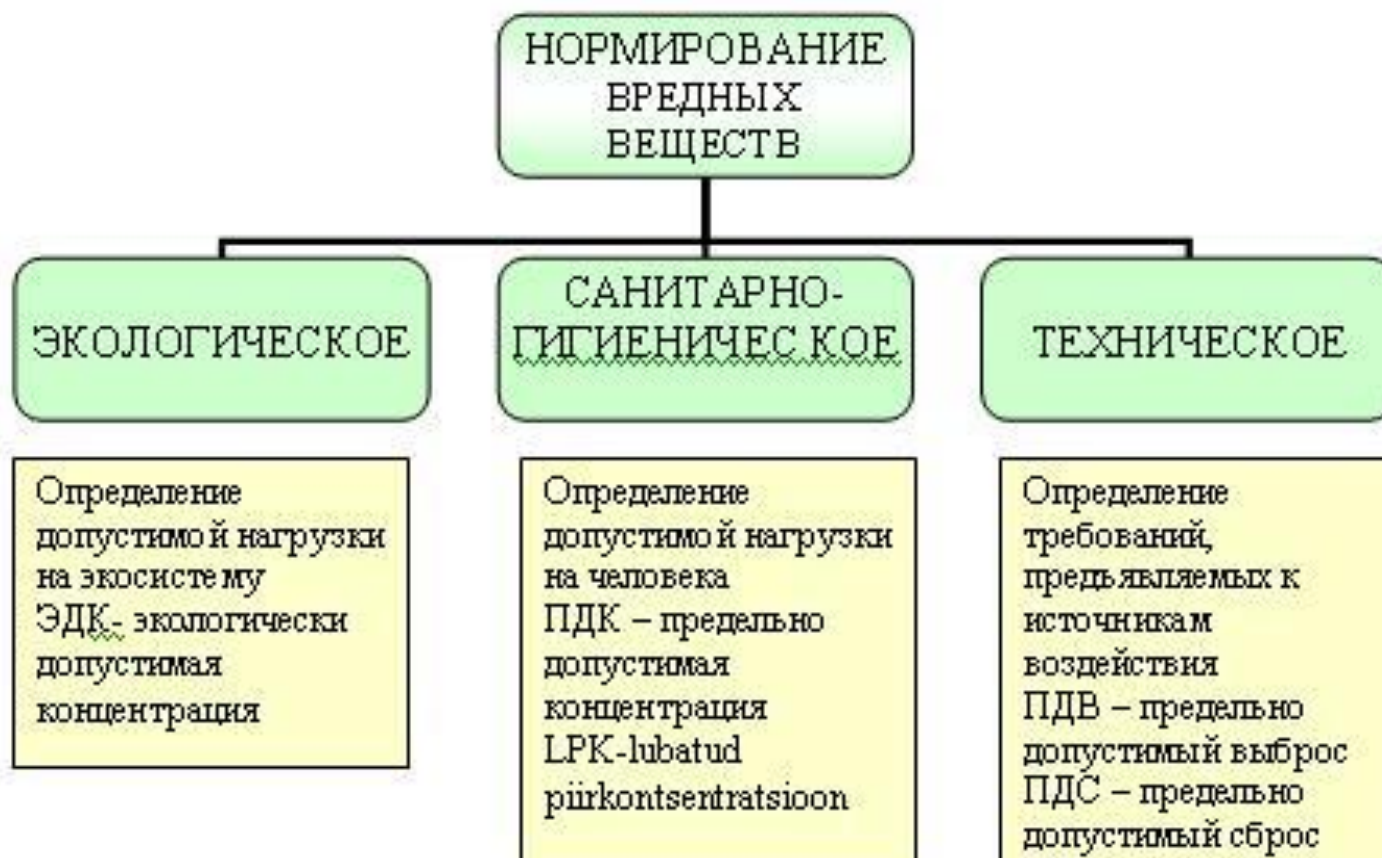 НОРМИРОВАНИЕ
ВРЕДНЫХ
ВЕЩЕСТВ
ЭКОЛОГИЧЕСКОЕ
САНИТАРНО-
ГИГИЕНИЧЕСКОЕ
ТЕХНИЧЕСКОЕ
Определение
допустимой нагрузки
на экосистему
ЭДК- экологически
допустимая
концентрация
Определение
допустимой нагрузки
на человека
ПДК – предельно
допустимая
концентрация
LPK-lubatud
piirkontsentratsioon
Определение
требований,
предьявляемых к
источникам
воздействия
ПДВ – предельно
допустимый выброс
ПДС – предельно
допустимый сброс